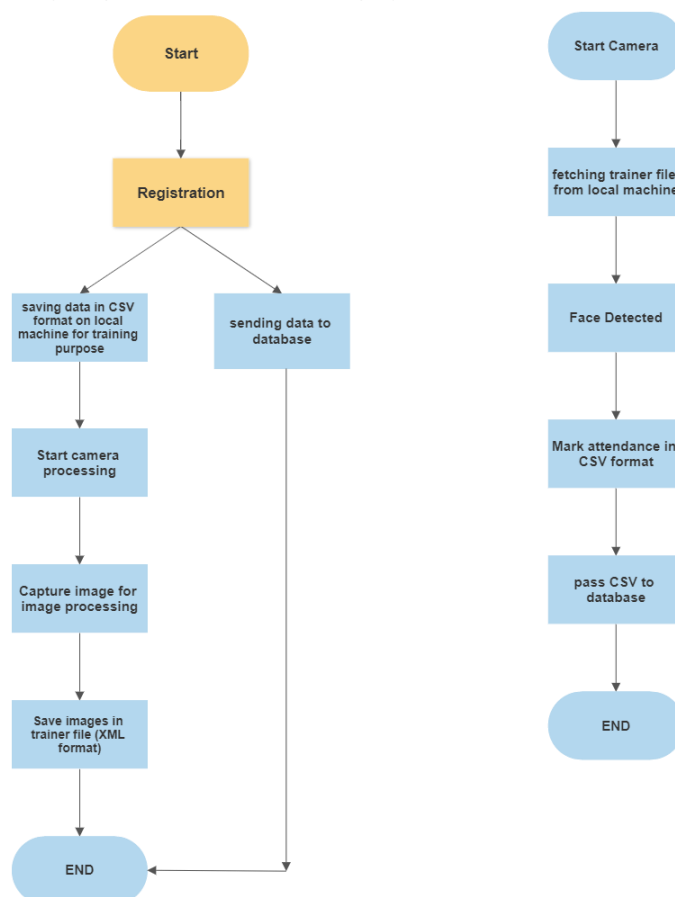 Start
Registration
saving data in CSV
format on local
machine for training
purpose
sending data to
database
Start camera
processing
Capture image for
image processing
Save images in
trainer file (XML
format)
END
Start Camera
fetching trainer file
from local machine
Face Detected
Mark attendance in
CSV format
pass CSV to
database
END